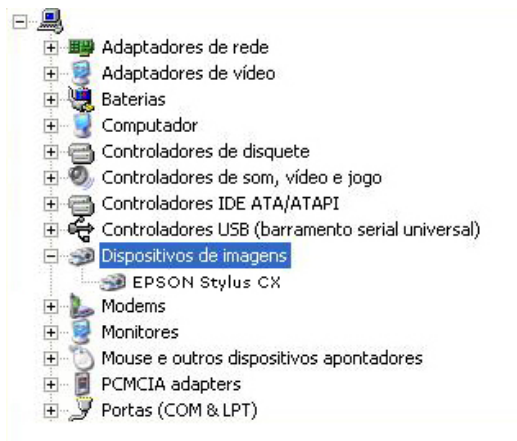 Adaptadores de rede
Adaptadores de vídeo
Baterias
Computador
Controladores de disquete
Controladores de som, vídeo e jogo
Controladores IDE ATA/ATAPI
Controladores USB (barramento serial universal)
Dispositivos de imagens
EPSON Stylus CX
Modems
Monitores
Mouse e outros dispositivos apontadores
PCMCIA adapters
Portas (COM & LPT)